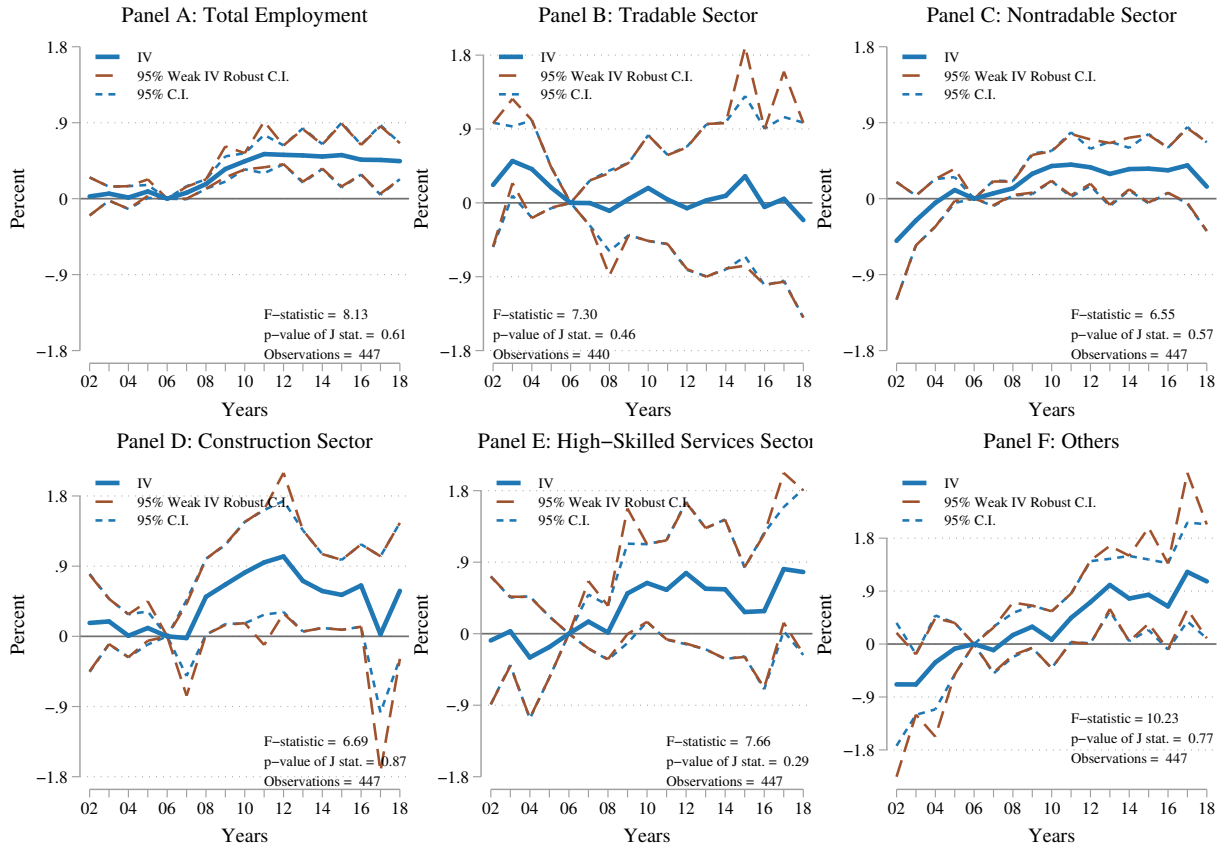 Panel A: Total Employment
1.8
.9
0
−.9
−1.8
Percent
IV
95% Weak IV Robust C.I.
95% C.I.
F−statistic = 8.13
p−value of J stat. = 0.61
Observations = 447
02 04 06 08 10 12 14 16 18
Years
Panel B: Tradable Sector
1.8
.9
0
−.9
−1.8
Percent
IV
95% Weak IV Robust C.I.
95% C.I.
F−statistic = 7.30
p−value of J stat. = 0.46
Observations = 440
02 04 06 08 10 12 14 16 18
Years
Panel C: Nontradable Sector
1.8
.9
0
−.9
−1.8
Percent
IV
95% Weak IV Robust C.I.
95% C.I.
F−statistic = 6.55
p−value of J stat. = 0.57
Observations = 447
02 04 06 08 10 12 14 16 18
Years
Panel D: Construction Sector
1.8
.9
0
−.9
−1.8
Percent
IV
95% Weak IV Robust C.I.
95% C.I.
F−statistic = 6.69
p−value of J stat. = 0.87
Observations = 447
02 04 06 08 10 12 14 16 18
Years
Panel E: High−Skilled Services Sector
1.8
.9
0
−.9
−1.8
Percent
IV
95% Weak IV Robust C.I.
95% C.I.
F−statistic = 7.66
p−value of J stat. = 0.29
Observations = 447
02 04 06 08 10 12 14 16 18
Years
Panel F: Others
1.8
.9
0
−.9
−1.8
Percent
IV
95% Weak IV Robust C.I.
95% C.I.
F−statistic = 10.23
p−value of J stat. = 0.77
Observations = 447
02 04 06 08 10 12 14 16 18
Years